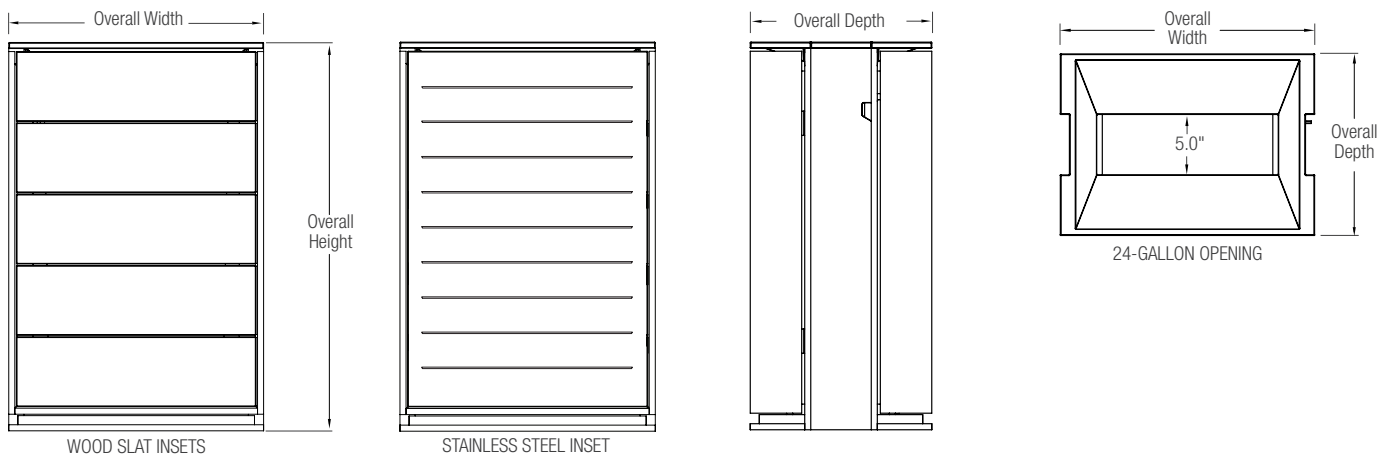 Overall Width
Overall
Height
WOOD SLAT INSETS
STAINLESS STEEL INSET
Overall Depth
Overall
Width
5.0"
Overall
Depth
24-GALLON OPENING